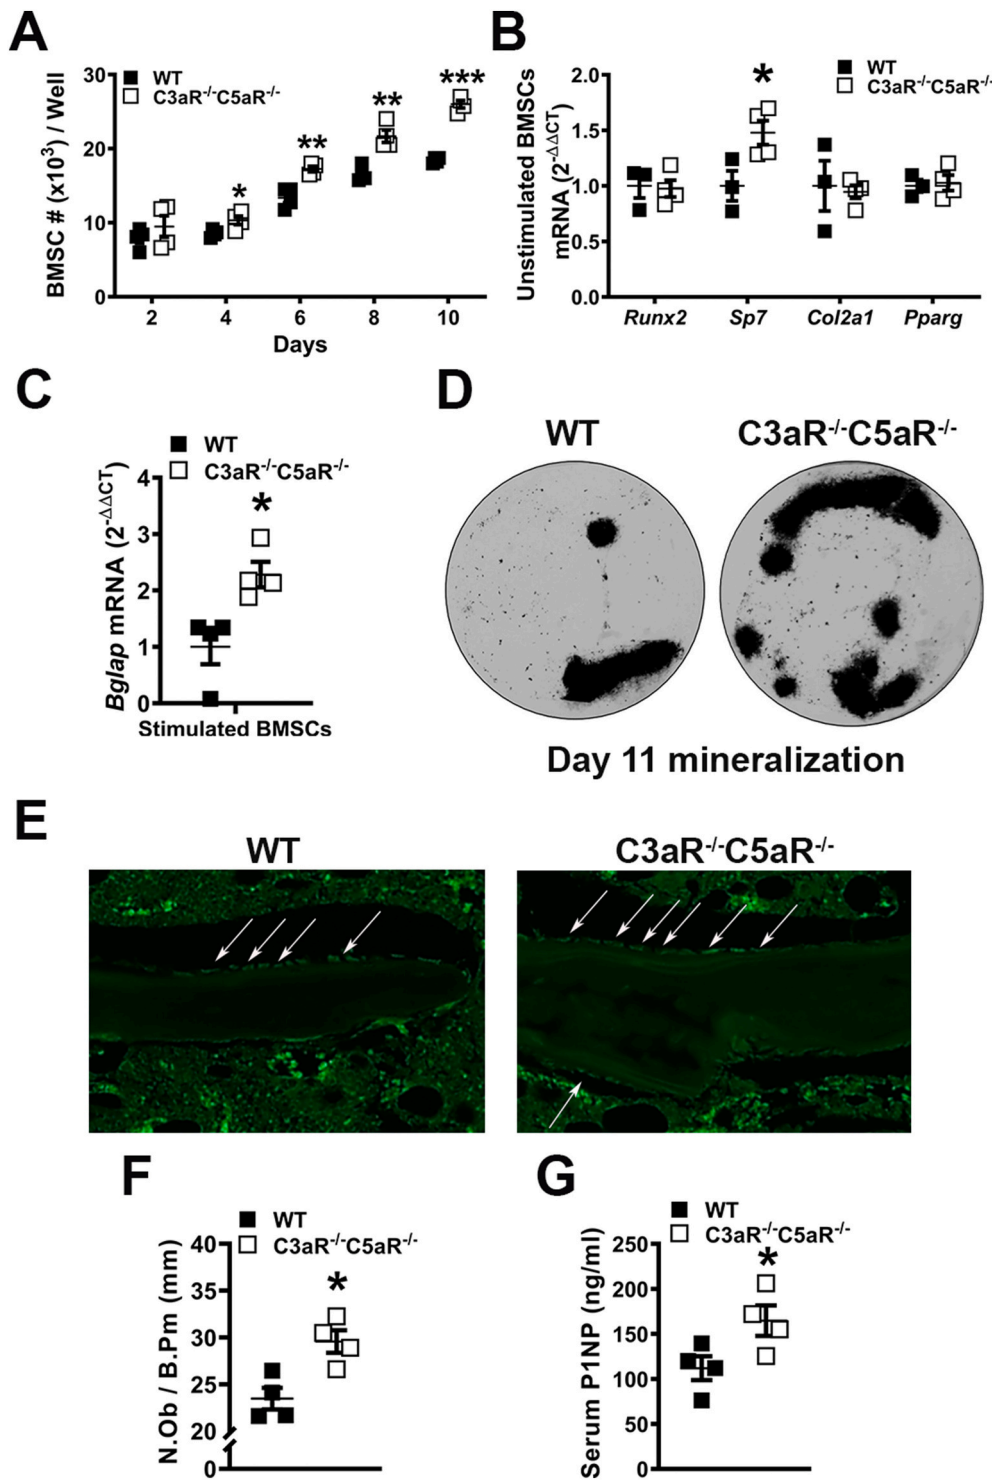 A
BMSC # (x10³) / Well
30
20
10
0
WT
C3aR⁻/⁻C5aR⁻/⁻
*
**
**
***
2 4 6 8 10
Days
B
Unstimulated BMSCs
mRNA (2⁻ΔΔCT)
2.0
1.5
1.0
0.5
0.0
WT
C3aR⁻/⁻C5aR⁻/⁻
*
Runx2 Sp7 Col2a1 Pparg
C
WT
C3aR⁻/⁻C5aR⁻/⁻
Bglap mRNA (2⁻ΔΔCT)
4
3
2
1
0
*
Stimulated BMSCs
D
WT C3aR⁻/⁻C5aR⁻/⁻
Day 11 mineralization
E
WT C3aR⁻/⁻C5aR⁻/⁻
F
WT
C3aR⁻/⁻C5aR⁻/⁻
N.Ob / B.Pm (mm)
40
35
30
25
20
0
*
G
WT
C3aR⁻/⁻C5aR⁻/⁻
Serum P1NP (ng/ml)
250
200
150
100
50
0
*